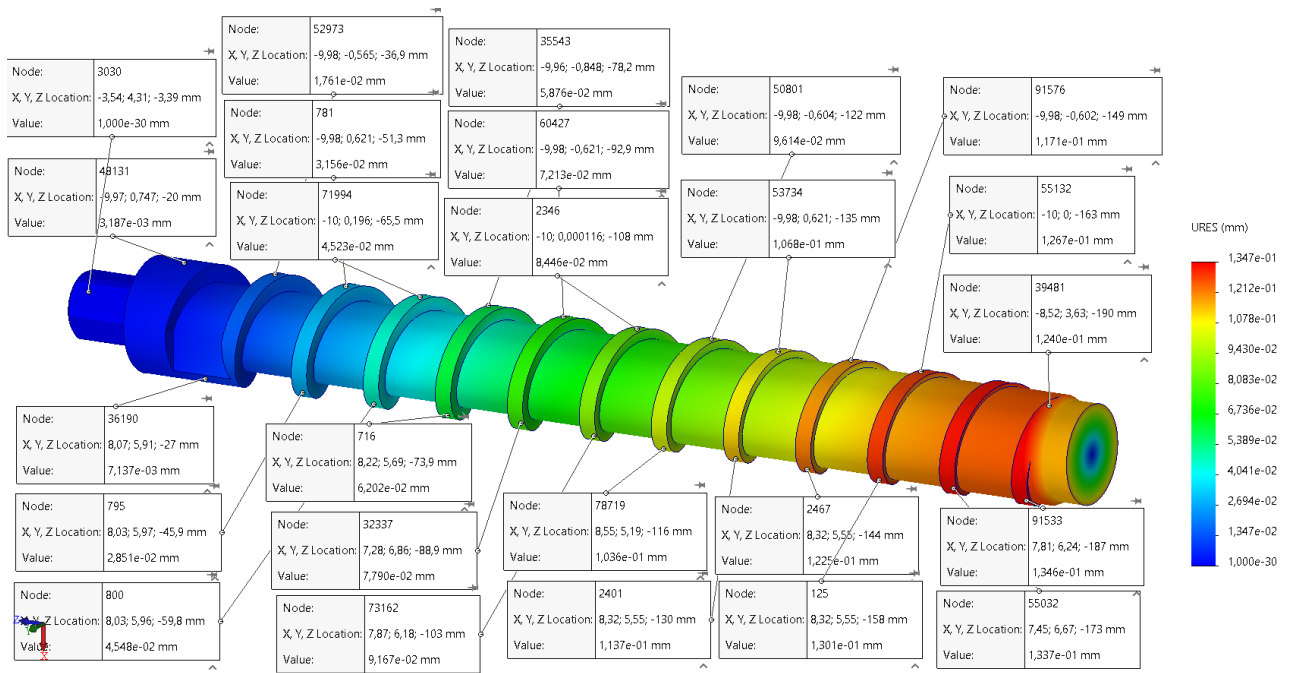 Node: 52973
X, Y, Z Location: -9,98; -0,565; -36,9 mm
Value: 1,761e-02 mm
Node: 35543
X, Y, Z Location: -9,96; -0,848; -78,2 mm
Value: 5,876e-02 mm
Node: 3030
X, Y, Z Location: -3,54; 4,31; -3,39 mm
Value: 1,000e-30 mm
Node: 50801
X, Y, Z Location: -9,98; -0,604; -122 mm
Value: 9,614e-02 mm
Node: 91576
X, Y, Z Location: -9,98; -0,602; -149 mm
Value: 1,171e-01 mm
Node: 781
X, Y, Z Location: -9,98; 0,621; -51,3 mm
Value: 3,156e-02 mm
Node: 60427
X, Y, Z Location: -9,98; -0,621; -92,9 mm
Value: 7,213e-02 mm
Node: 48131
X, Y, Z Location: -9,97; 0,747; -20 mm
Value: 3,187e-03 mm
Node: 71994
X, Y, Z Location: -10; 0,196; -65,5 mm
Value: 4,523e-02 mm
Node: 2346
X, Y, Z Location: -10; 0,000116; -108 mm
Value: 8,446e-02 mm
Node: 53734
X, Y, Z Location: -9,98; 0,621; -135 mm
Value: 1,068e-01 mm
Node: 55132
X, Y, Z Location: -10; 0; -163 mm
Value: 1,267e-01 mm
Node: 39481
X, Y, Z Location: -8,52; 3,63; -190 mm
Value: 1,240e-01 mm
URES (mm)
1,347e-01
1,212e-01
1,078e-01
9,430e-02
8,083e-02
6,736e-02
5,389e-02
4,041e-02
2,694e-02
1,347e-02
1,000e-30
Node: 36190
X, Y, Z Location: 8,07; 5,91; -27 mm
Value: 7,137e-03 mm
Node: 716
X, Y, Z Location: 8,22; 5,69; -73,9 mm
Value: 6,202e-02 mm
Node: 795
X, Y, Z Location: 8,03; 5,97; -45,9 mm
Value: 2,851e-02 mm
Node: 32337
X, Y, Z Location: 7,28; 6,86; -88,9 mm
Value: 7,790e-02 mm
Node: 78719
X, Y, Z Location: 8,55; 5,19; -116 mm
Value: 1,036e-01 mm
Node: 2467
X, Y, Z Location: 8,32; 5,55; -144 mm
Value: 1,225e-01 mm
Node: 91533
X, Y, Z Location: 7,81; 6,24; -187 mm
Value: 1,346e-01 mm
Node: 800
X, Y, Z Location: 8,03; 5,96; -59,8 mm
Value: 4,548e-02 mm
Node: 73162
X, Y, Z Location: 7,87; 6,18; -103 mm
Value: 9,167e-02 mm
Node: 2401
X, Y, Z Location: 8,32; 5,55; -130 mm
Value: 1,137e-01 mm
Node: 125
X, Y, Z Location: 8,32; 5,55; -158 mm
Value: 1,301e-01 mm
Node: 55032
X, Y, Z Location: 7,45; 6,67; -173 mm
Value: 1,337e-01 mm
Z
Y
X